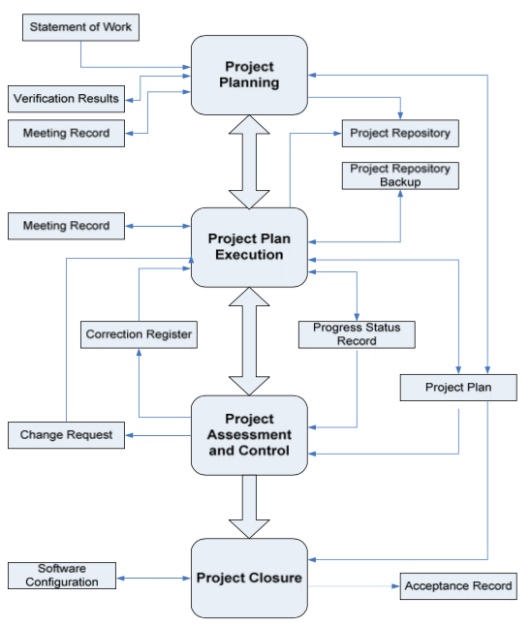 Statement of Work
Project
Planning
Verification Results
Meeting Record
Project Repository
Project Repository
Backup
Meeting Record
Project Plan
Execution
Correction Register
Progress Status
Record
Project Plan
Change Request
Project
Assessment
and Control
Software
Configuration
Project Closure
Acceptance Record